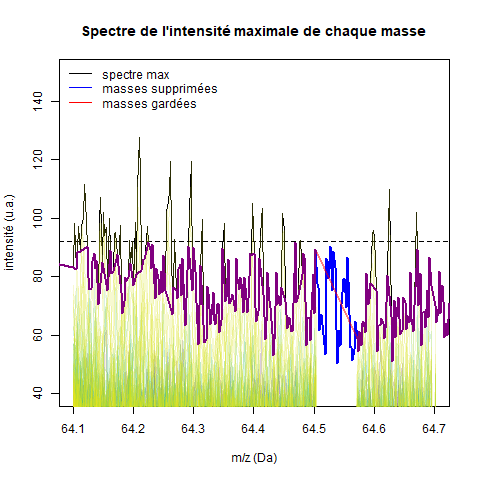 Spectre de l'intensité maximale de chaque masse
spectre max
masses supprimées
masses gardées
intensité (u.a.)
140
120
100
80
60
40
64.1 64.2 64.3 64.4 64.5 64.6 64.7
m/z (Da)